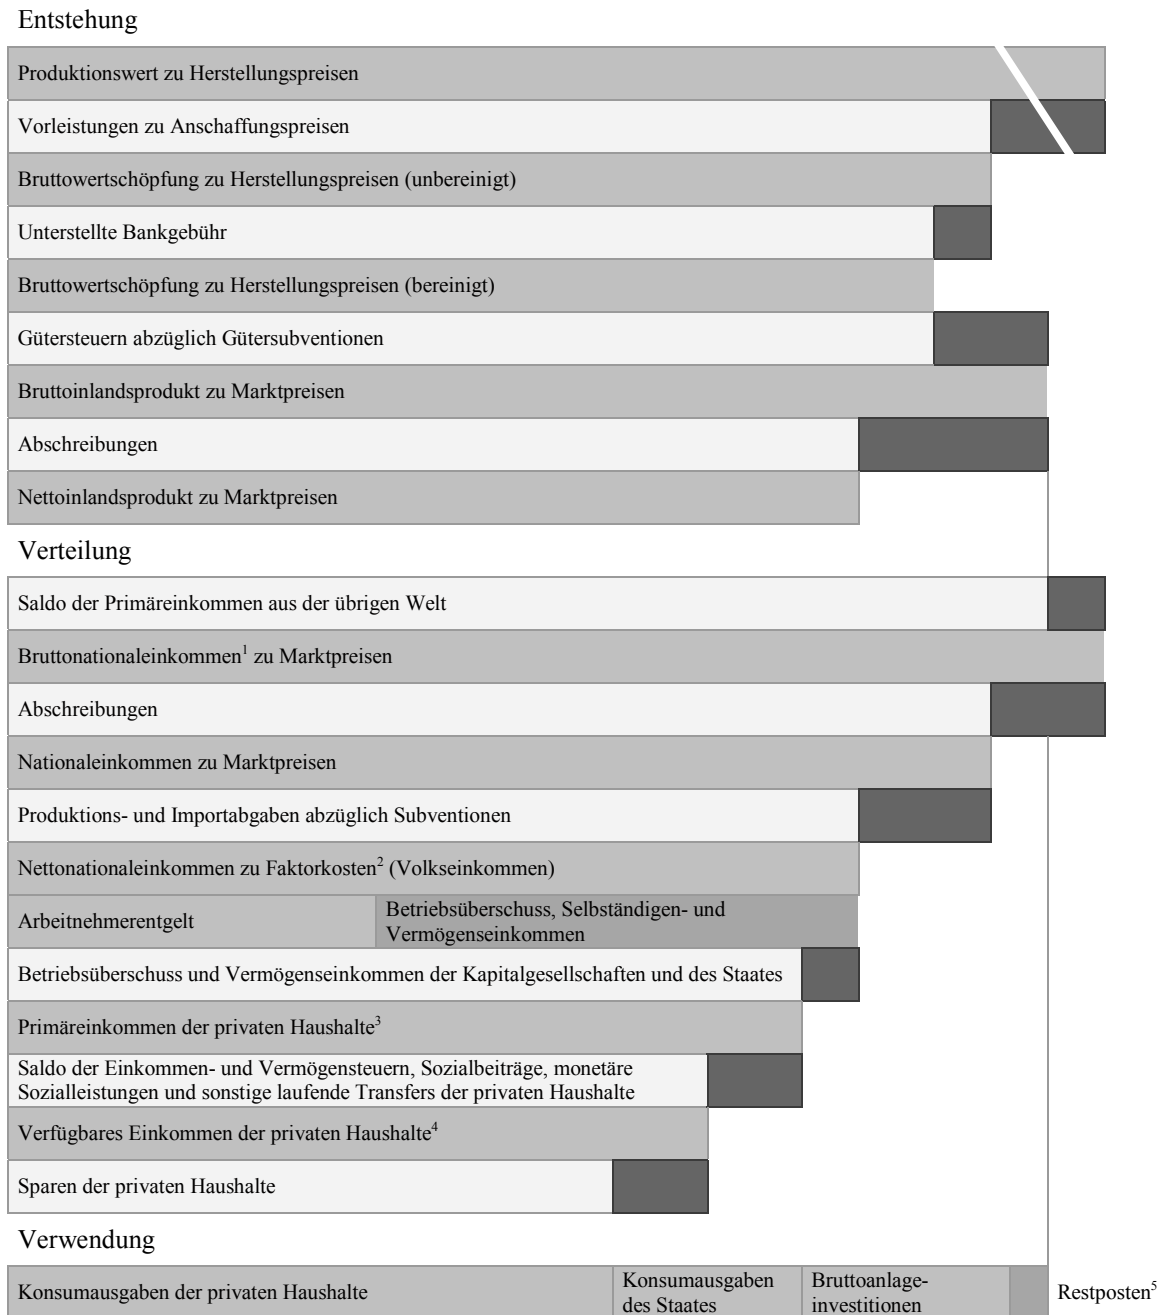 Entstehung
Produktionswert zu Herstellungspreisen
Vorleistungen zu Anschaffungspreisen
Bruttowertschöpfung zu Herstellungspreisen (unbereinigt)
Unterstellte Bankgebühr
Bruttowertschöpfung zu Herstellungspreisen (bereinigt)
Gütersteuern abzüglich Gütersubventionen
Bruttoinlandsprodukt zu Marktpreisen
Abschreibungen
Nettoinlandsprodukt zu Marktpreisen
Verteilung
Saldo der Primäreinkommen aus der übrigen Welt
Bruttonationaleinkommen¹ zu Marktpreisen
Abschreibungen
Nationaleinkommen zu Marktpreisen
Produktions- und Importabgaben abzüglich Subventionen
Nettonationaleinkommen zu Faktorkosten² (Volkseinkommen)
Arbeitnehmerentgelt
Betriebsüberschuss, Selbständigen- und
Vermögenseinkommen
Betriebsüberschuss und Vermögenseinkommen der Kapitalgesellschaften und des Staates
Primäreinkommen der privaten Haushalte³
Saldo der Einkommen- und Vermögensteuern, Sozialbeiträge, monetäre
Sozialleistungen und sonstige laufende Transfers der privaten Haushalte
Verfügbares Einkommen der privaten Haushalte⁴
Sparen der privaten Haushalte
Verwendung
Konsumausgaben der privaten Haushalte
Konsumausgaben
des Staates
Bruttoanlage-
investitionen
Restposten⁵